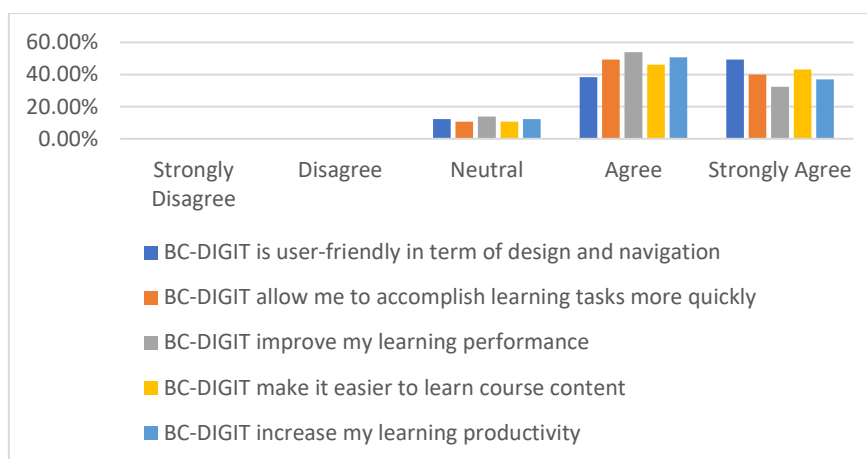 60.00%
40.00%
20.00%
0.00%
Strongly Disagree Neutral Agree Strongly Agree
Disagree
BC-DIGIT is user-friendly in term of design and navigation
BC-DIGIT allow me to accomplish learning tasks more quickly
BC-DIGIT improve my learning performance
BC-DIGIT make it easier to learn course content
BC-DIGIT increase my learning productivity